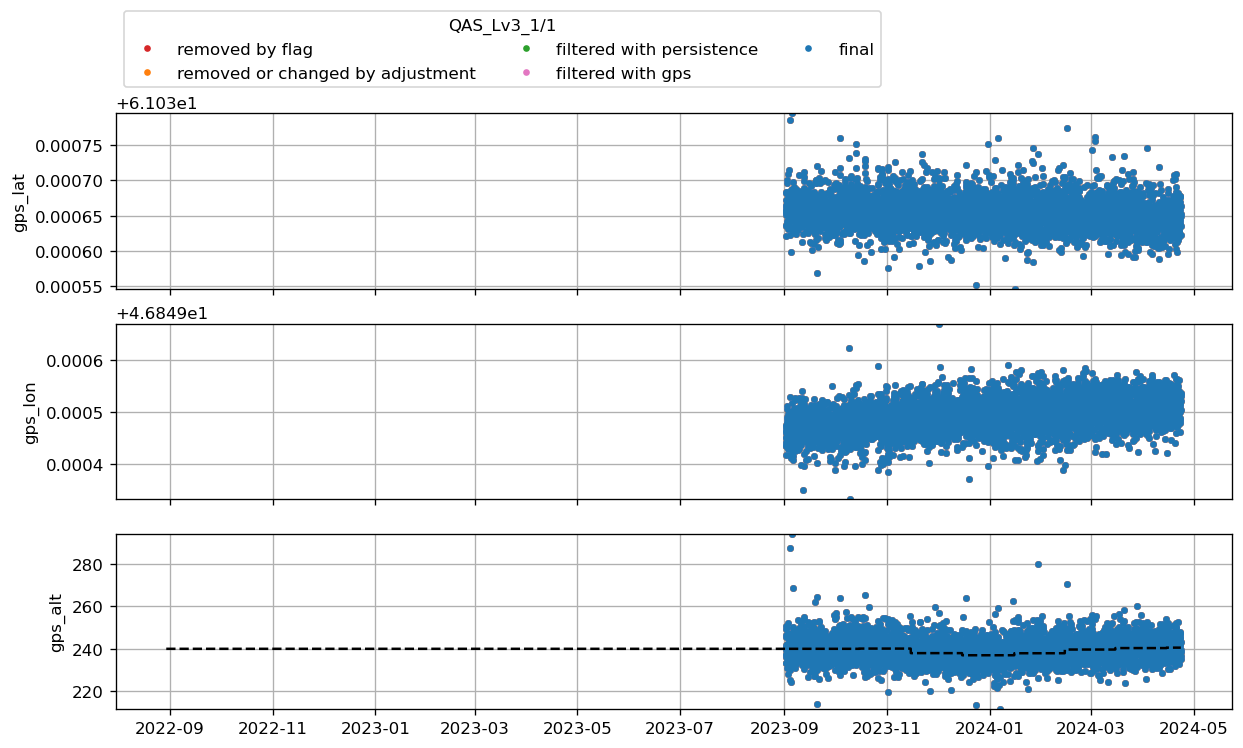 QAS_Lv3_1/1
removed by flag
filtered with persistence
final
removed or changed by adjustment
filtered with gps
+6.103e1
0.00075
0.00070
0.00065
0.00060
0.00055
gps_lat
+4.6849e1
0.0006
0.0005
0.0004
gps_lon
280
260
240
220
gps_alt
2022-09
2022-11
2023-01
2023-03
2023-05
2023-07
2023-09
2023-11
2024-01
2024-03
2024-05